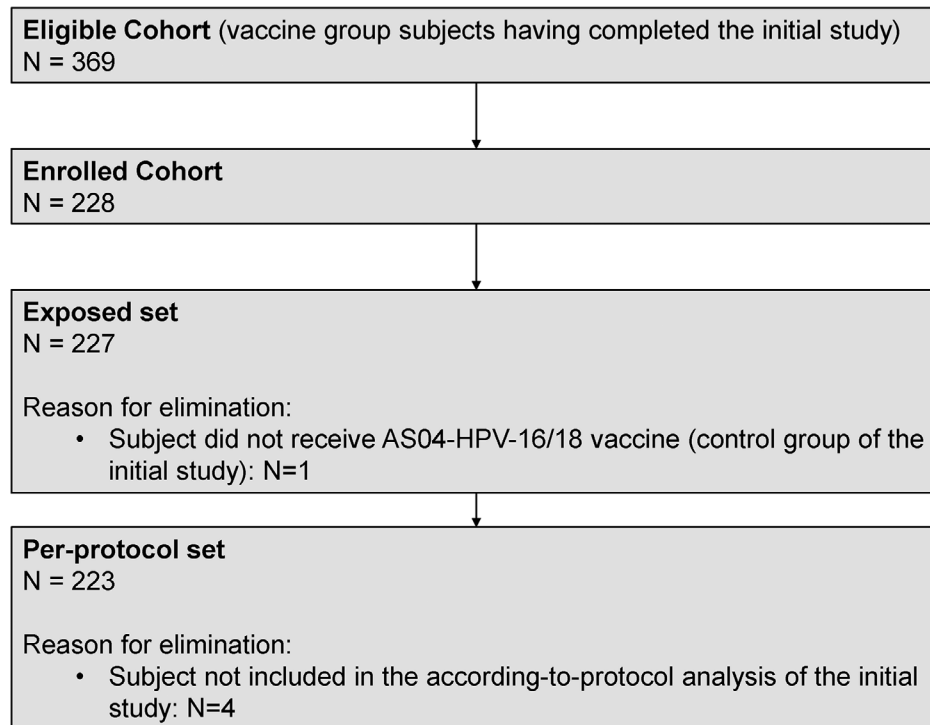 Eligible Cohort (vaccine group subjects having completed the initial study)
N = 369
Enrolled Cohort
N = 228
Exposed set
N = 227
Reason for elimination:
• Subject did not receive AS04-HPV-16/18 vaccine (control group of the
initial study): N=1
Per-protocol set
N = 223
Reason for elimination:
• Subject not included in the according-to-protocol analysis of the initial
study: N=4